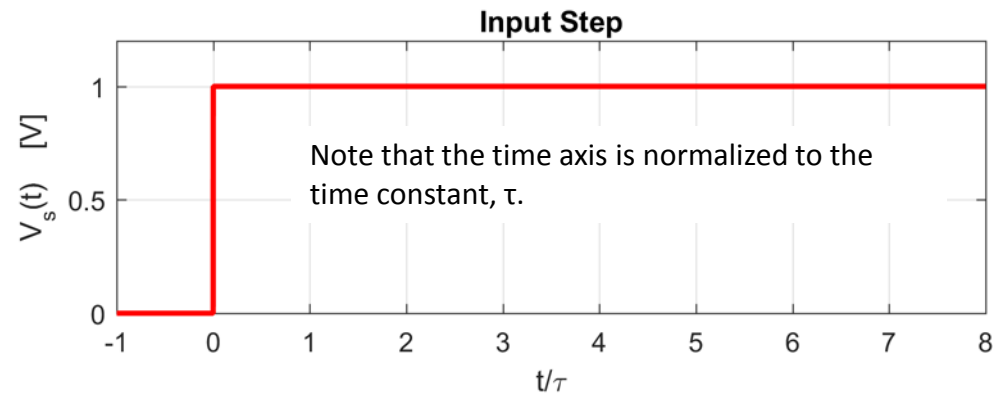 Input Step
1
0.5
0
V_s(t) [V]
Note that the time axis is normalized to the
time constant, τ.
-1 0 1 2 3 4 5 6 7 8
t/τ